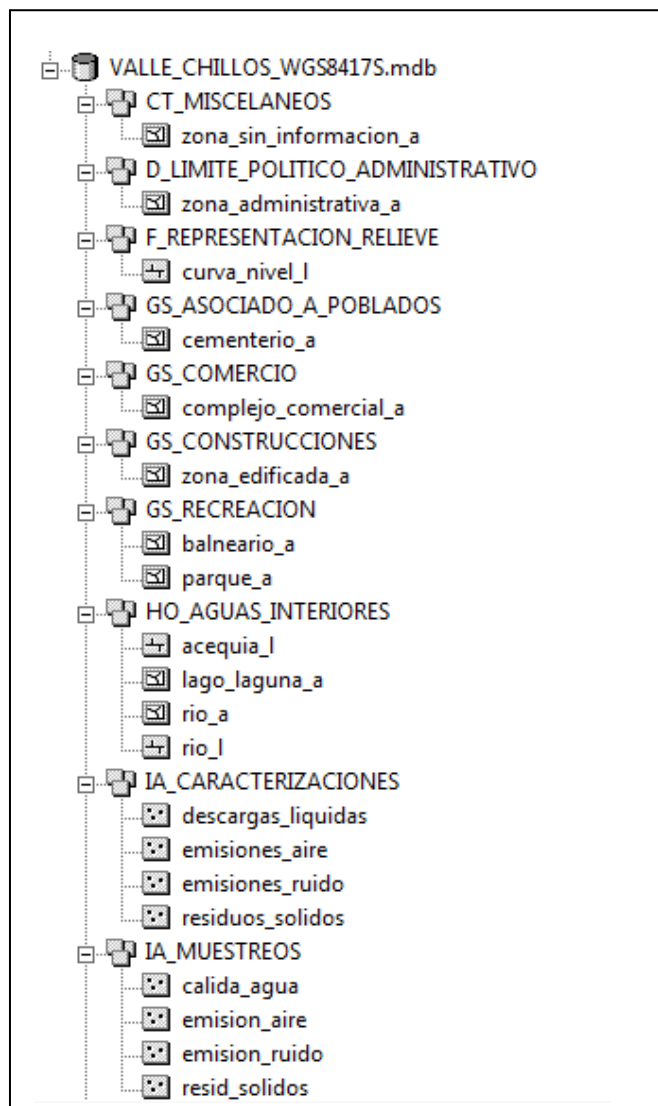 VALLE_CHILLOS_WGS8417S.mdb
CT_MISCELANEOS
zona_sin_informacion_a
D_LIMITE_POLITICO_ADMINISTRATIVO
zona_administrativa_a
F_REPRESENTACION_RELIEVE
curva_nivel_l
GS_ASOCIADO_A_POBLADOS
cementerio_a
GS_COMERCIO
complejo_comercial_a
GS_CONSTRUCCIONES
zona_edificada_a
GS_RECREACION
balneario_a
parque_a
HO_AGUAS_INTERIORES
acequia_l
lago_laguna_a
rio_a
rio_l
IA_CARACTERIZACIONES
descargas_liquidas
emisiones_aire
emisiones_ruido
residuos_solidos
IA_MUESTREOS
calida_agua
emision_aire
emision_ruido
resid_solidos